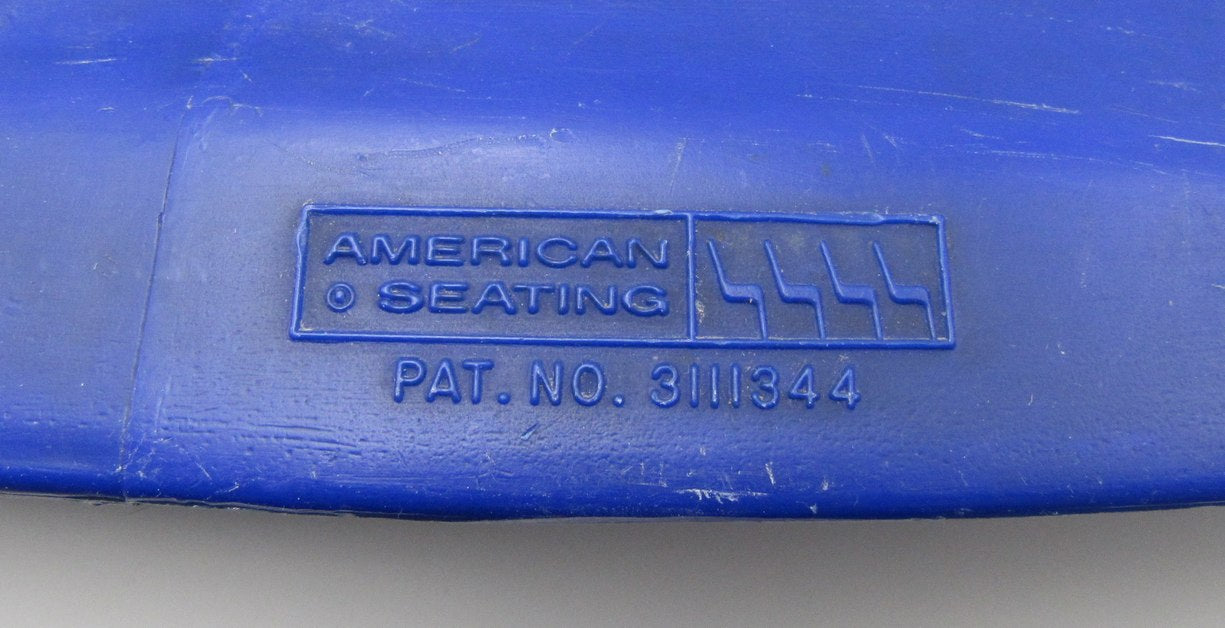 AMERICAN
® SEATING
PAT. NO. 3111344